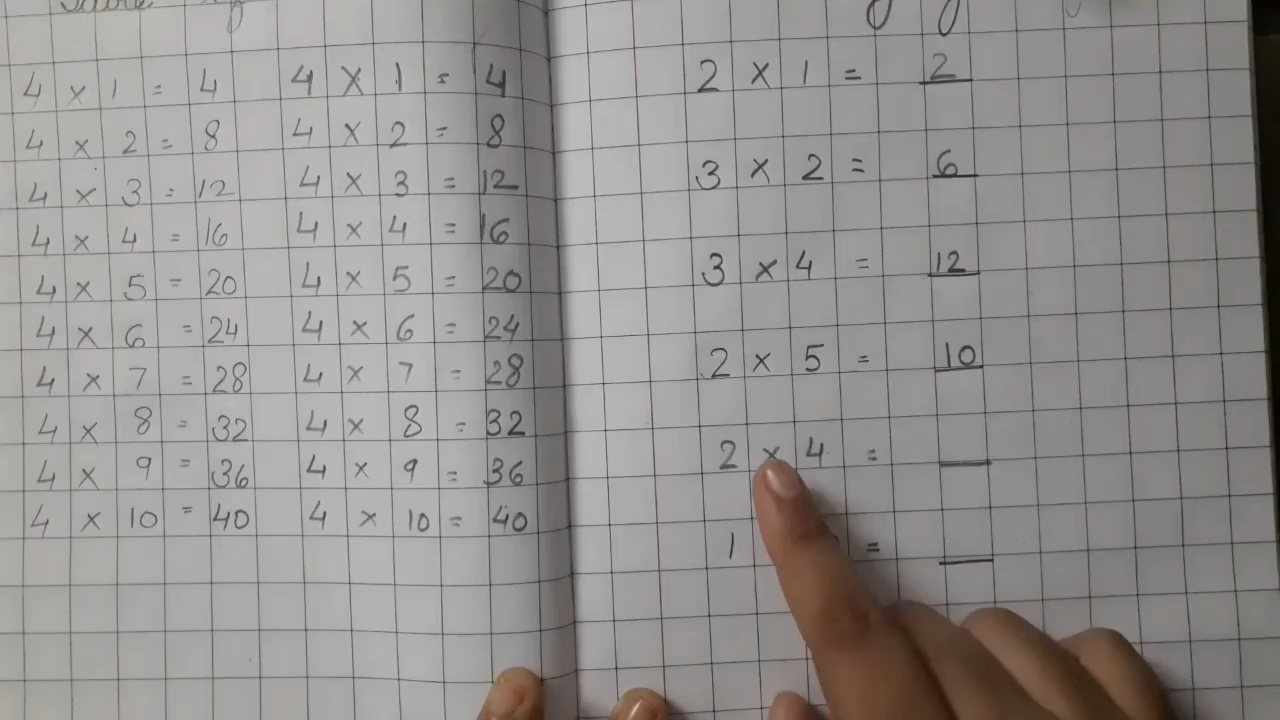 4 x 1 = 4 4 x 1 = 4
4 x 2 = 8 4 x 2 = 8
4 x 3 = 12 4 x 3 = 12
4 x 4 = 16 4 x 4 = 16
4 x 5 = 20 4 x 5 = 20
4 x 6 = 24 4 x 6 = 24
4 x 7 = 28 4 x 7 = 28
4 x 8 = 32 4 x 8 = 32
4 x 9 = 36 4 x 9 = 36
4 x 10 = 40 4 x 10 = 40
2 x 1 = 2
3 x 2 = 6
3 x 4 = 12
2 x 5 = 10
2 x 4 = __
1 = __